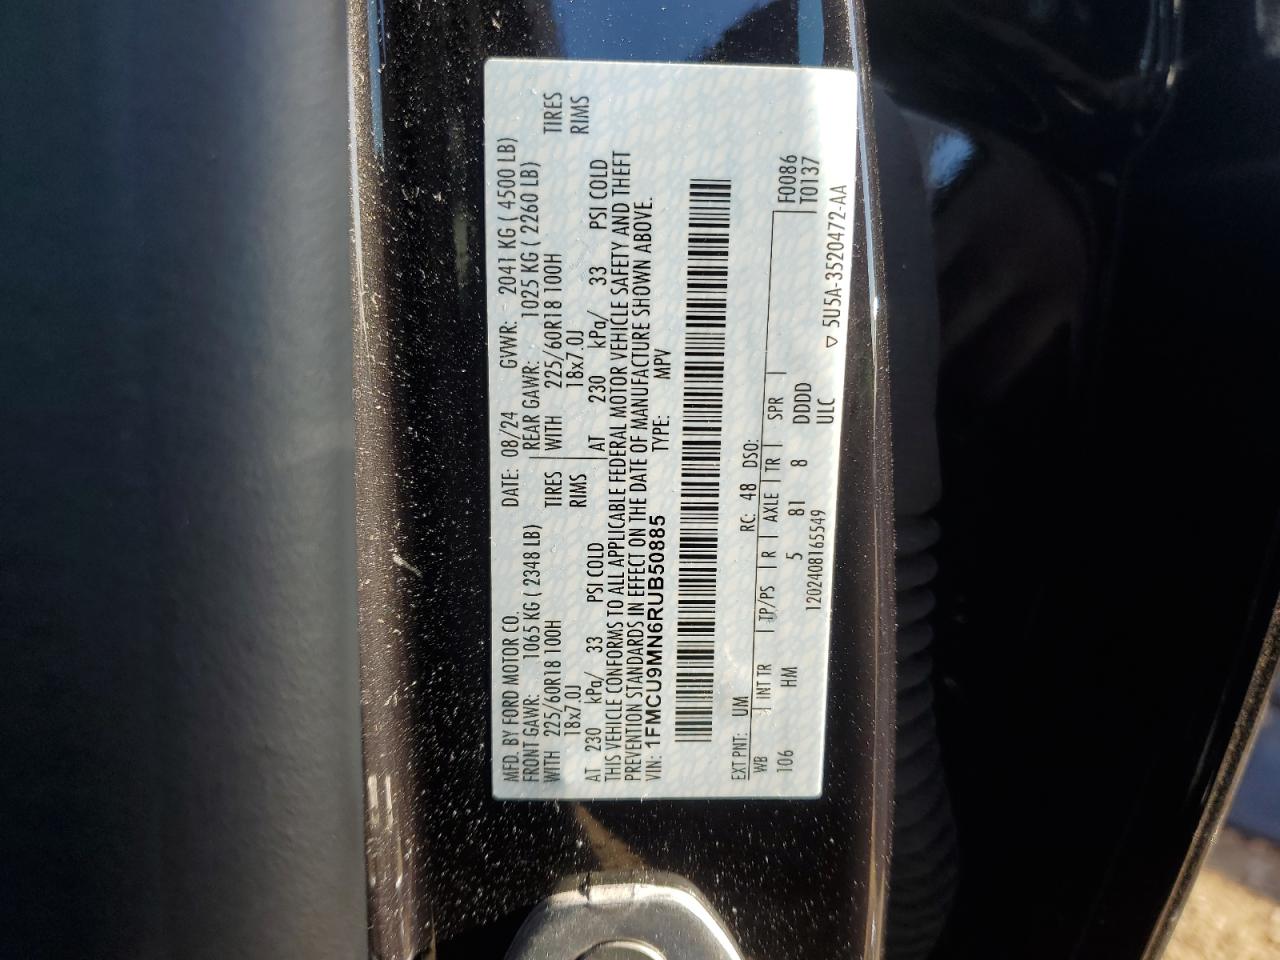 MFD. BY FORD MOTOR CO. DATE: 08/24 GVWR: 2041 KG ( 4500 LB)
FRONT GAWR: 1065 KG ( 2348 LB) REAR GAWR: 1025 KG ( 2260 LB)
WITH 225/60R18 100H TIRES WITH 225/60R18 100H TIRES
18x7.0J RIMS 18x7.0J RIMS
AT 230 kPa/ 33 PSI COLD AT 230 kPa/ 33 PSI COLD
THIS VEHICLE CONFORMS TO ALL APPLICABLE FEDERAL MOTOR VEHICLE SAFETY AND THEFT
PREVENTION STANDARDS IN EFFECT ON THE DATE OF MANUFACTURE SHOWN ABOVE.
VIN: 1FMCU9MN6RUB50885 TYPE: MPV
EXT PNT: UM RC: 48 DSO:
WB INT TR TP/PS R AXLE TR SPR F0086
106 HM 5 81 8 DDDD T0137
1202408165549 ULC
▽ 5U5A-3520472-AA